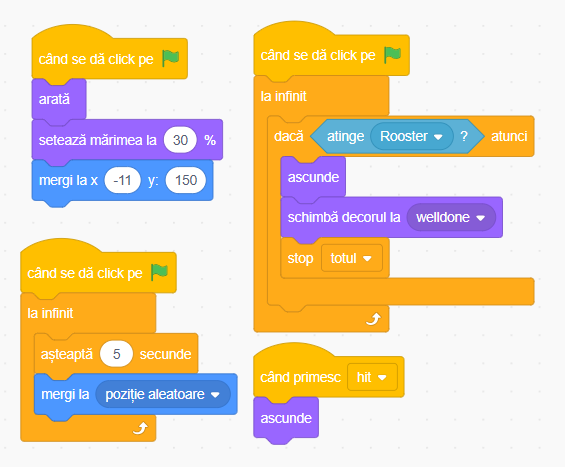 când se dă click pe
arată
setează mărimea la 30 %
mergi la x -11 y: 150
când se dă click pe
la infinit
așteaptă 5 secunde
mergi la poziție aleatoare
când se dă click pe
la infinit
dacă atinge Rooster ? atunci
ascunde
schimbă decorul la welldone
stop totul
când primesc hit
ascunde